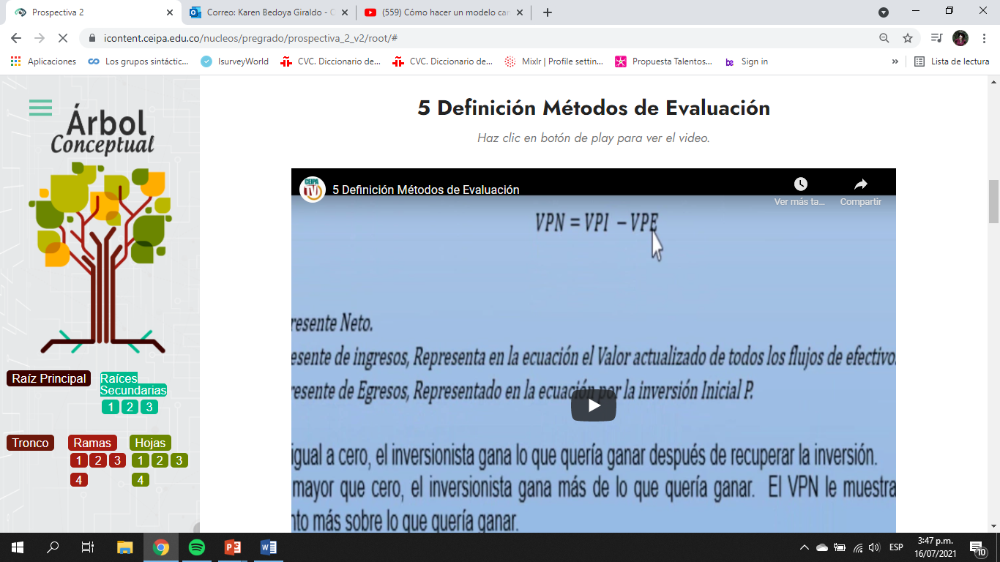 Prospectiva 2
Correo: Karen Bedoya Giraldo - C
(559) Cómo hacer un modelo can
icontent.ceipa.edu.co/nucleos/pregrado/prospectiva_2_v2/root/#
Aplicaciones
Los grupos sintáctic...
IsurveyWorld
CVC. Diccionario de...
CVC. Diccionario de...
Mixlr | Profile settin...
Propuesta Talentos...
be
Sign in
»
Lista de lectura
Árbol
Conceptual
Raíz Principal
Raíces
Secundarias
1 2 3
Tronco
Ramas
1 2 3
4
Hojas
1 2 3
4
5 Definición Métodos de Evaluación
Haz clic en botón de play para ver el video.
CEIPA
TV
5 Definición Métodos de Evaluación
Ver más ta...
Compartir
VPN = VPI – VPE
resente Neto.
esente de ingresos, Representa en la ecuación el Valor actualizado de todos los flujos de efectivo.
resente de Egresos, Representado en la ecuación por la inversión Inicial P.
igual a cero, el inversionista gana lo que quería ganar después de recuperar la inversión.
mayor que cero, el inversionista gana más de lo que quería ganar. El VPN le muestra
nto más sobre lo que quería ganar.
ESP
3:47 p.m.
16/07/2021
10